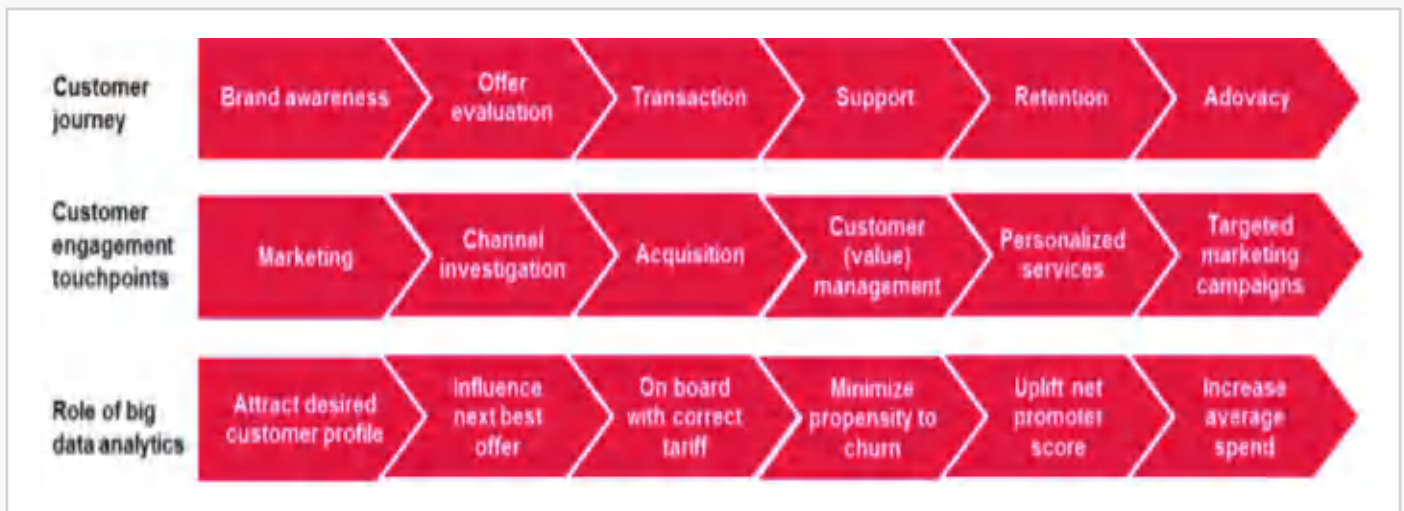 Customer
journey
Brand awareness
Offer
evaluation
Transaction
Support
Retention
Adovacy
Customer
engagement
touchpoints
Marketing
Channel
investigation
Acquisition
Customer
(value)
management
Personalized
services
Targeted
marketing
campaigns
Role of big
data analytics
Attract desired
customer profile
Influence
next best
offer
On board
with correct
tariff
Minimize
propensity to
churn
Uplift net
promoter
score
Increase
average
spend